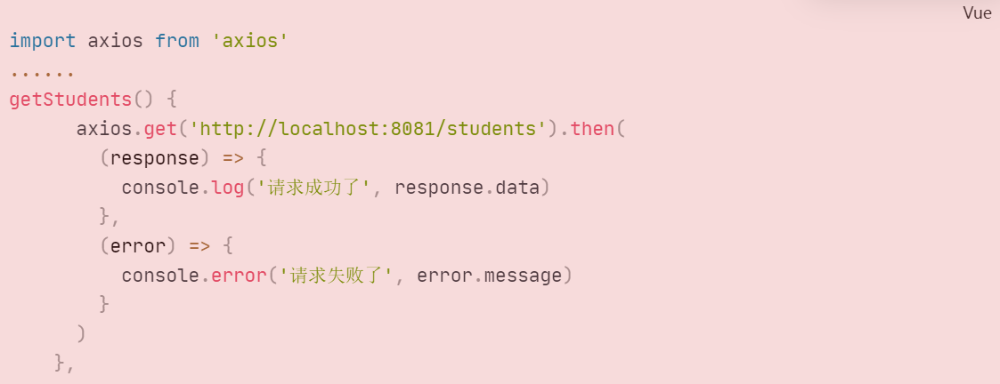 Vue
import axios from 'axios'
......
getStudents() {
      axios.get('http://localhost:8081/students').then(
        (response) => {
          console.log('请求成功了', response.data)
        },
        (error) => {
          console.error('请求失败了', error.message)
        }
      )
    },